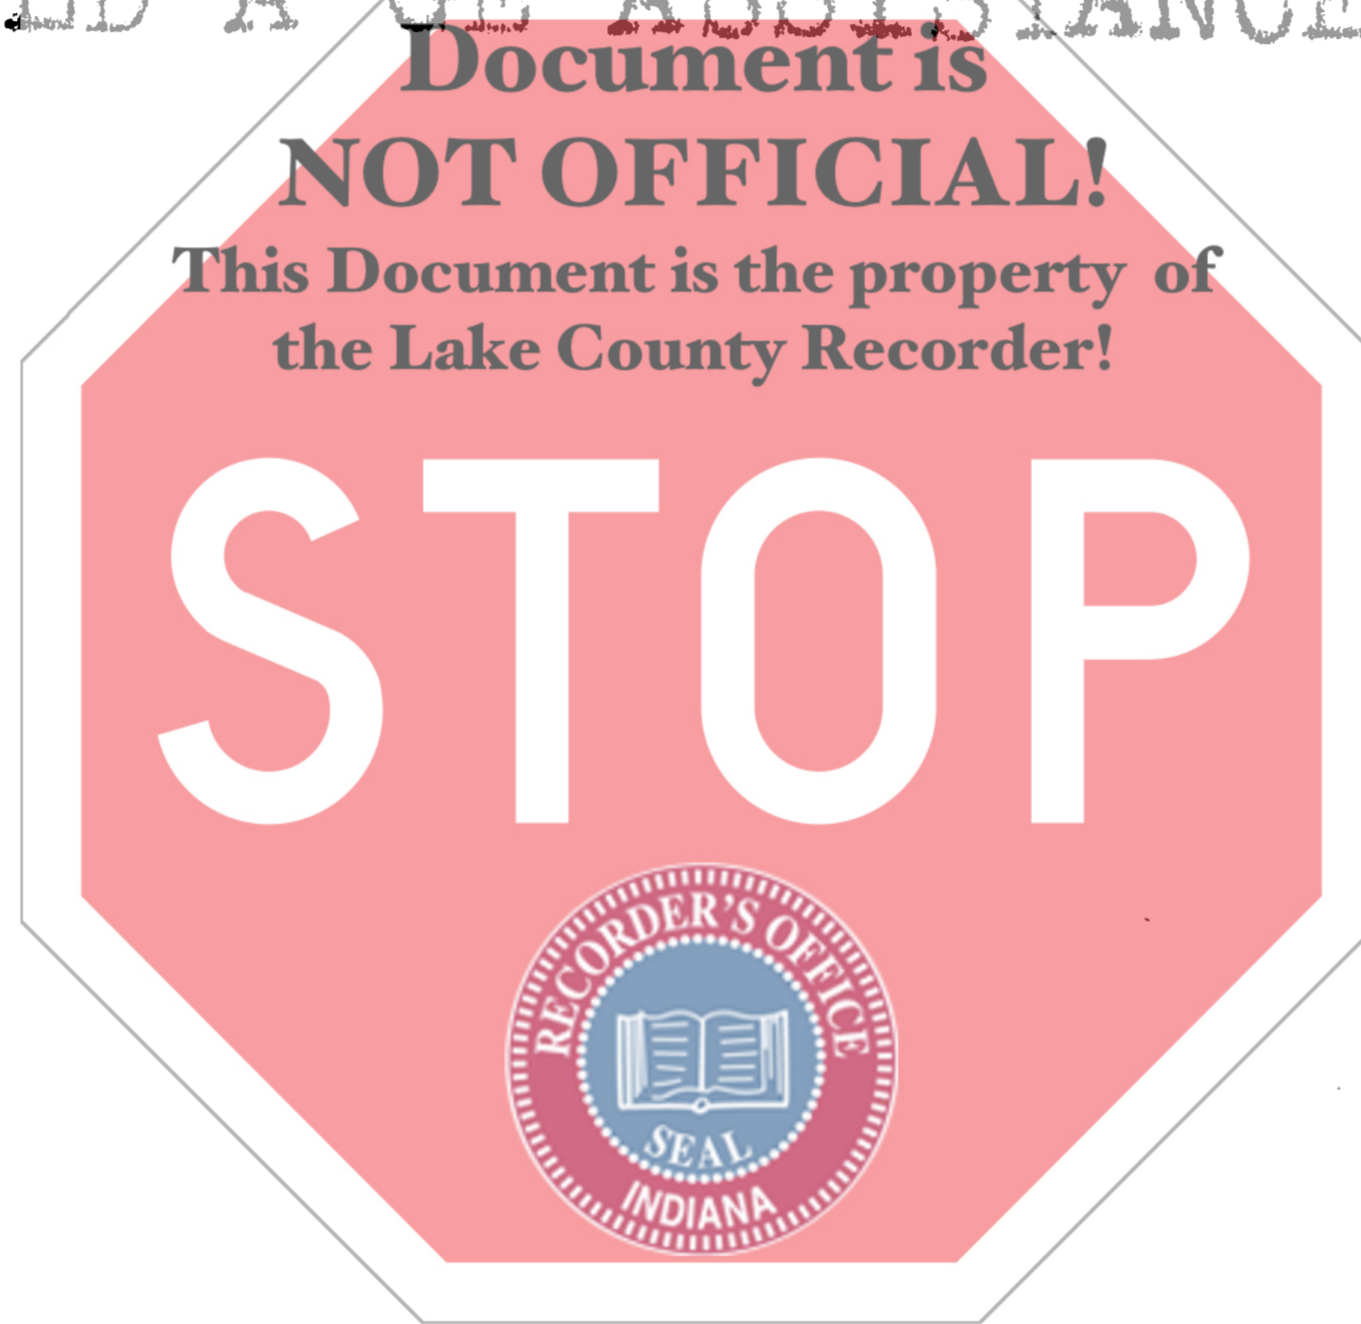 ASSISTANCE
Document is
NOT OFFICIAL!
This Document is the property of
the Lake County Recorder!
STOP
RECORDER'S OFFICE
SEAL
INDIANA